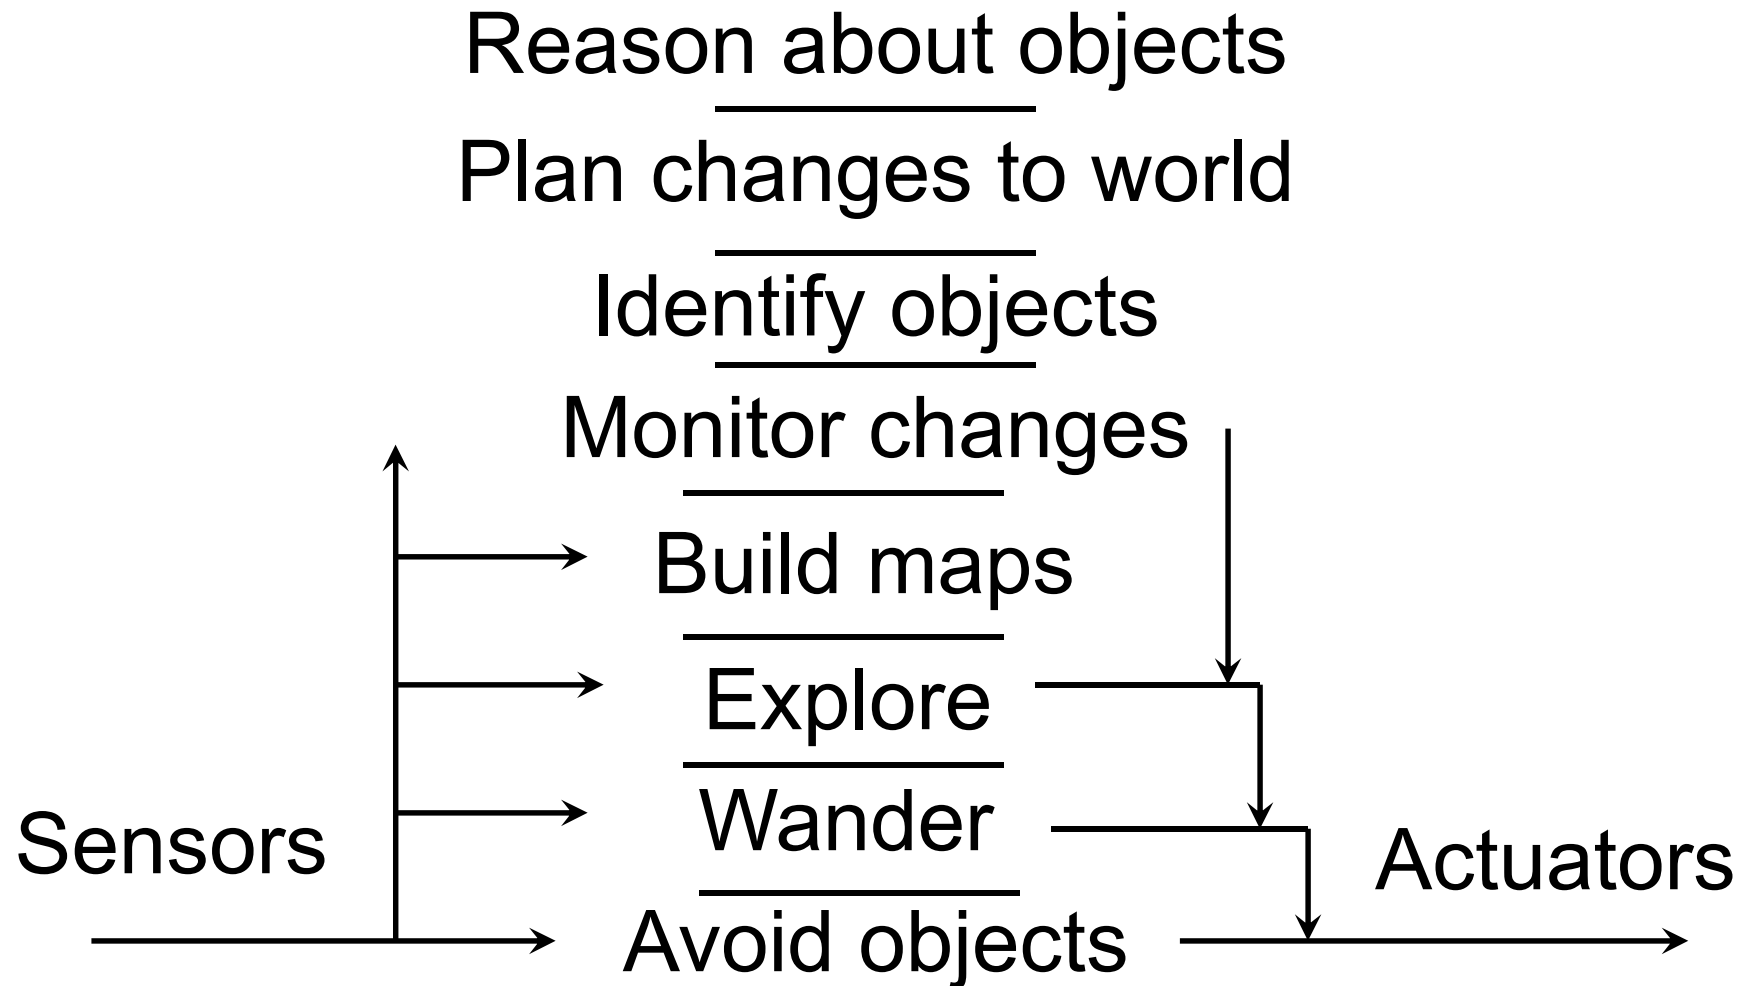 Reason about objects
Plan changes to world
Identify objects
Monitor changes
Build maps
Explore
Wander
Sensors
Actuators
Avoid objects